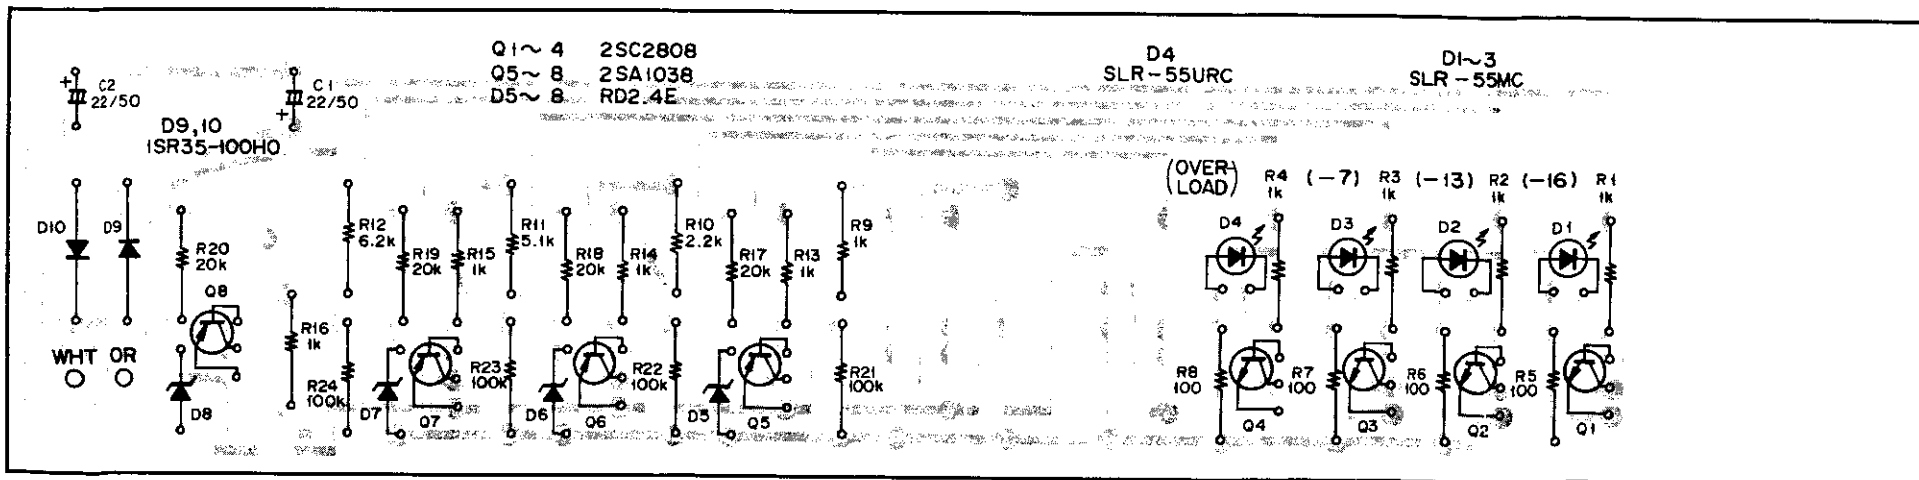 Q1~ 4 2SC2808
Q5~ 8 2SA1038
D5~ 8 RD2.4E
D4
SLR-55URC
D1~3
SLR-55MC
C2
22/50
C1
22/50
D9,10
1SR35-100HO
(OVER-
LOAD)
R4
1k
(-7)
R3
1k
(-13)
R2
1k
(-16)
R1
1k
D10
D9
R20
20k
R12
6.2k
R19
20k
R15
1k
R11
5.1k
R18
20k
R14
1k
R10
2.2k
R17
20k
R13
1k
R9
1k
D4
D3
D2
D1
Q8
R16
1k
WHT OR
D8
R24
100k
D7
Q7
R23
100k
D6
Q6
R22
100k
D5
Q5
R21
100k
R8
100
Q4
R7
100
Q3
R6
100
Q2
R5
100
Q1